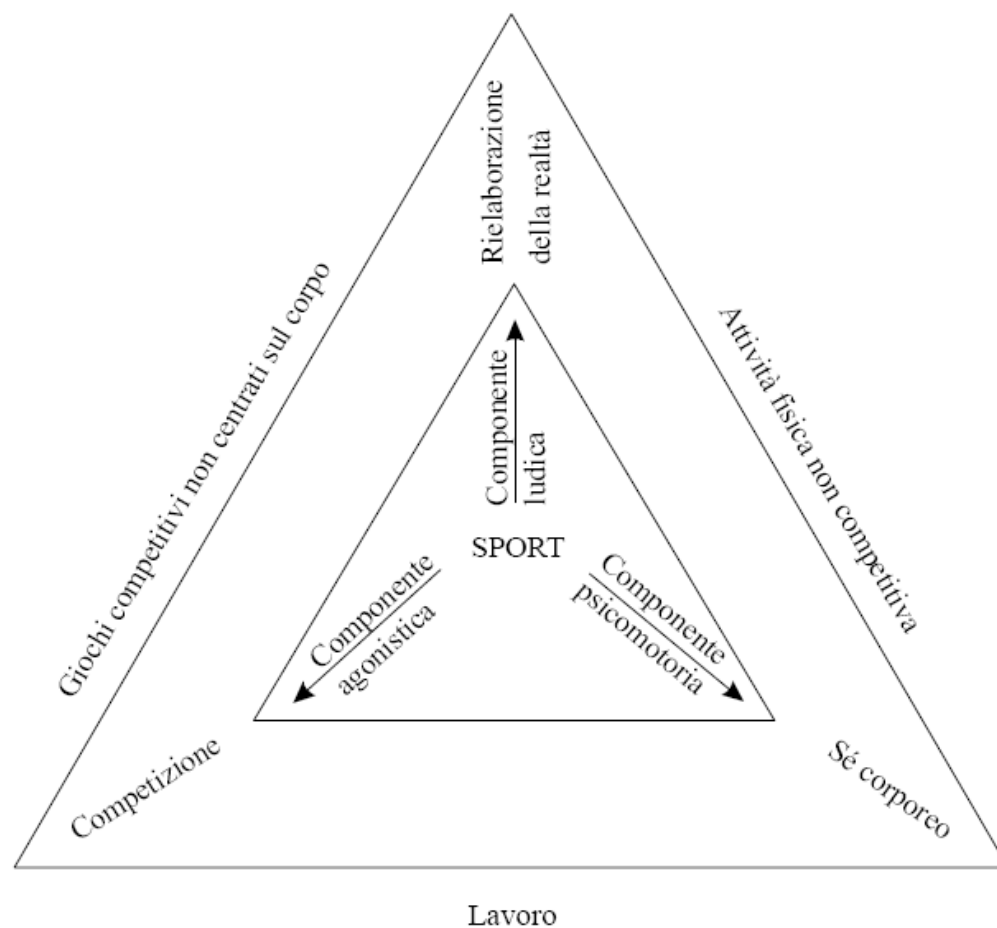 Rielaborazione
della realtà
Giochi competitivi non centrati sul corpo
Attività fisica non competitiva
Componente
ludica
SPORT
Componente
agonistica
Componente
psicomotoria
Competizione
Sé corporeo
Lavoro